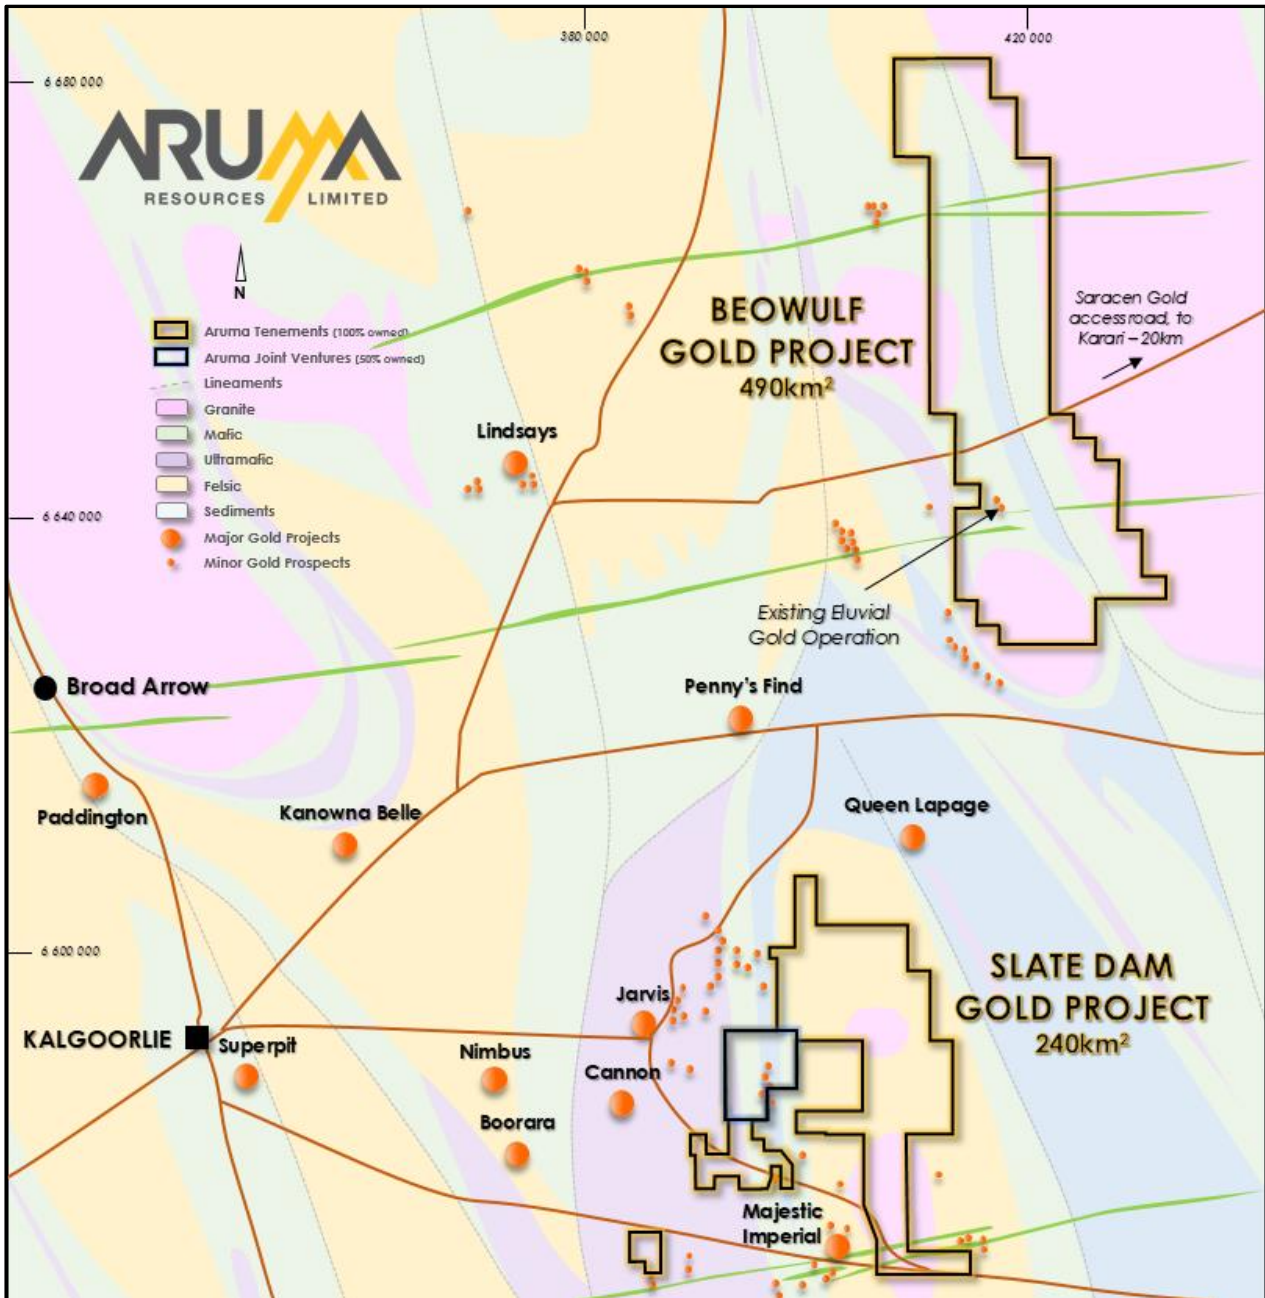 380 000
420 000
6 680 000
ARUMA
RESOURCES LIMITED
N
Aruma Tenements (100% owned)
Aruma Joint Ventures (50% owned)
Lineaments
Granite
Mafic
Ultramafic
Felsic
Sediments
Major Gold Projects
Minor Gold Prospects
BEOWULF
GOLD PROJECT
490km²
Saracen Gold
access road, to
Karari – 20km
Lindsays
6 640 000
Existing Eluvial
Gold Operation
Broad Arrow
Penny's Find
Paddington
Kanowna Belle
Queen Lapage
6 600 000
SLATE DAM
GOLD PROJECT
240km²
Jarvis
KALGOORLIE
Superpit
Nimbus
Cannon
Boorara
Majestic
Imperial